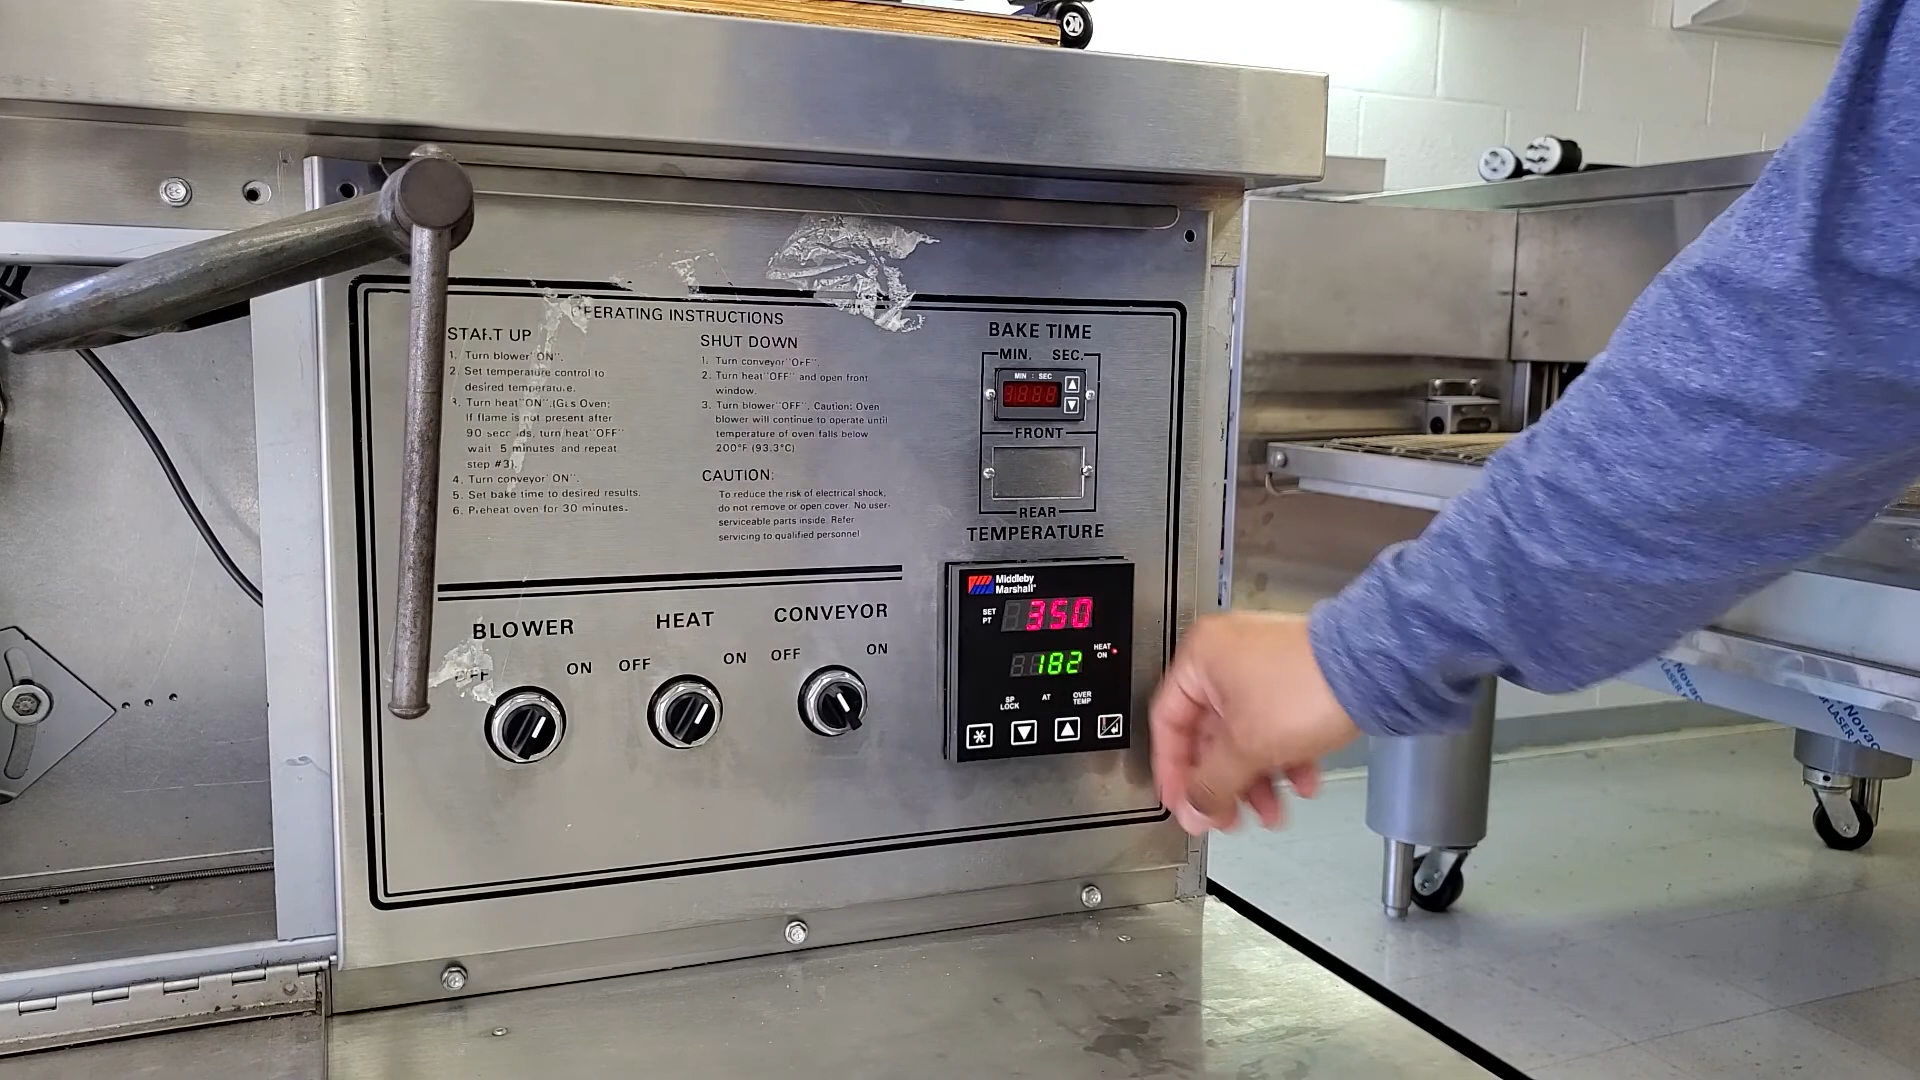 OPERATING INSTRUCTIONS
START UP
1. Turn blower "ON".
2. Set temperature control to
desired temperature.
3. Turn heat "ON". (Gas Oven:
If flame is not present after
90 seconds, turn heat "OFF"
wait 5 minutes and repeat
step #3)
4. Turn conveyor "ON".
5. Set bake time to desired results.
6. Preheat oven for 30 minutes.
SHUT DOWN
1. Turn conveyor "OFF".
2. Turn heat "OFF" and open front
window.
3. Turn blower "OFF". Caution: Oven
blower will continue to operate until
temperature of oven falls below
200°F (93.3°C)
CAUTION:
To reduce the risk of electrical shock,
do not remove or open cover. No user-
serviceable parts inside. Refer
servicing to qualified personnel
BAKE TIME
MIN. SEC.
MIN : SEC
FRONT
REAR
TEMPERATURE
Middleby
Marshall
SET
PT
350
182
HEAT
ON
SP
LOCK
AT
OVER
TEMP
BLOWER
OFF ON
HEAT
OFF ON
CONVEYOR
OFF ON
Novac
LASER
Novac
LASER